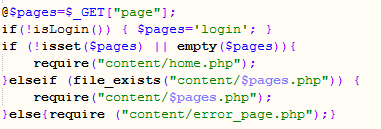 @$pages=$_GET["page"];
if(!isLogin()) { $pages='login'; }
if (!isset($pages) || empty($pages)){
    require("content/home.php");
}elseif (file_exists("content/$pages.php")) {
    require("content/$pages.php");
}else{require ("content/error_page.php");}